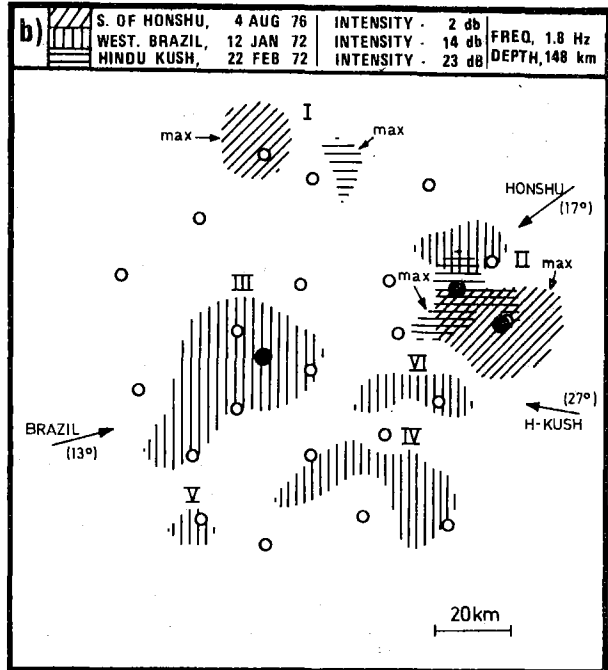 b)
S. OF HONSHU, 4 AUG 76 INTENSITY - 2 db
WEST. BRAZIL, 12 JAN 72 INTENSITY - 14 db
HINDU KUSH, 22 FEB 72 INTENSITY - 23 dB
FREQ, 1.8 Hz
DEPTH, 148 km
I
max
max
HONSHU
(17°)
II
max
max
III
VI
(27°)
H-KUSH
BRAZIL
(13°)
IV
V
20km